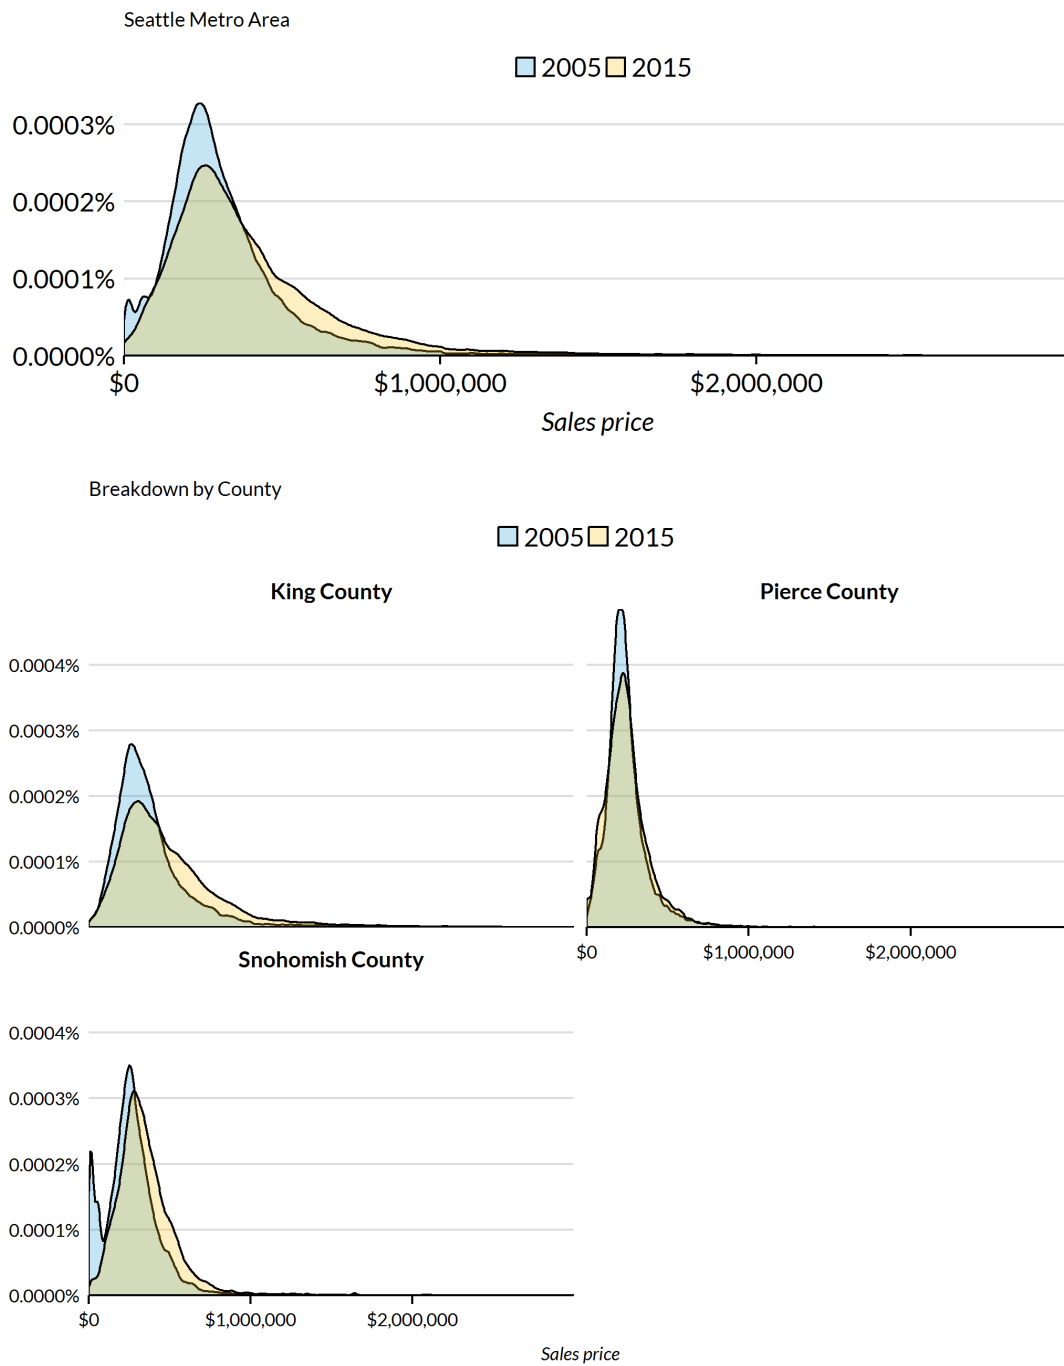 Seattle Metro Area
2005 2015
0.0003%
0.0002%
0.0001%
0.0000%
$0 $1,000,000 $2,000,000
Sales price
Breakdown by County
2005 2015
King County Pierce County
0.0004%
0.0003%
0.0002%
0.0001%
0.0000%
$0 $1,000,000 $2,000,000
Snohomish County
0.0004%
0.0003%
0.0002%
0.0001%
0.0000%
$0 $1,000,000 $2,000,000
Sales price